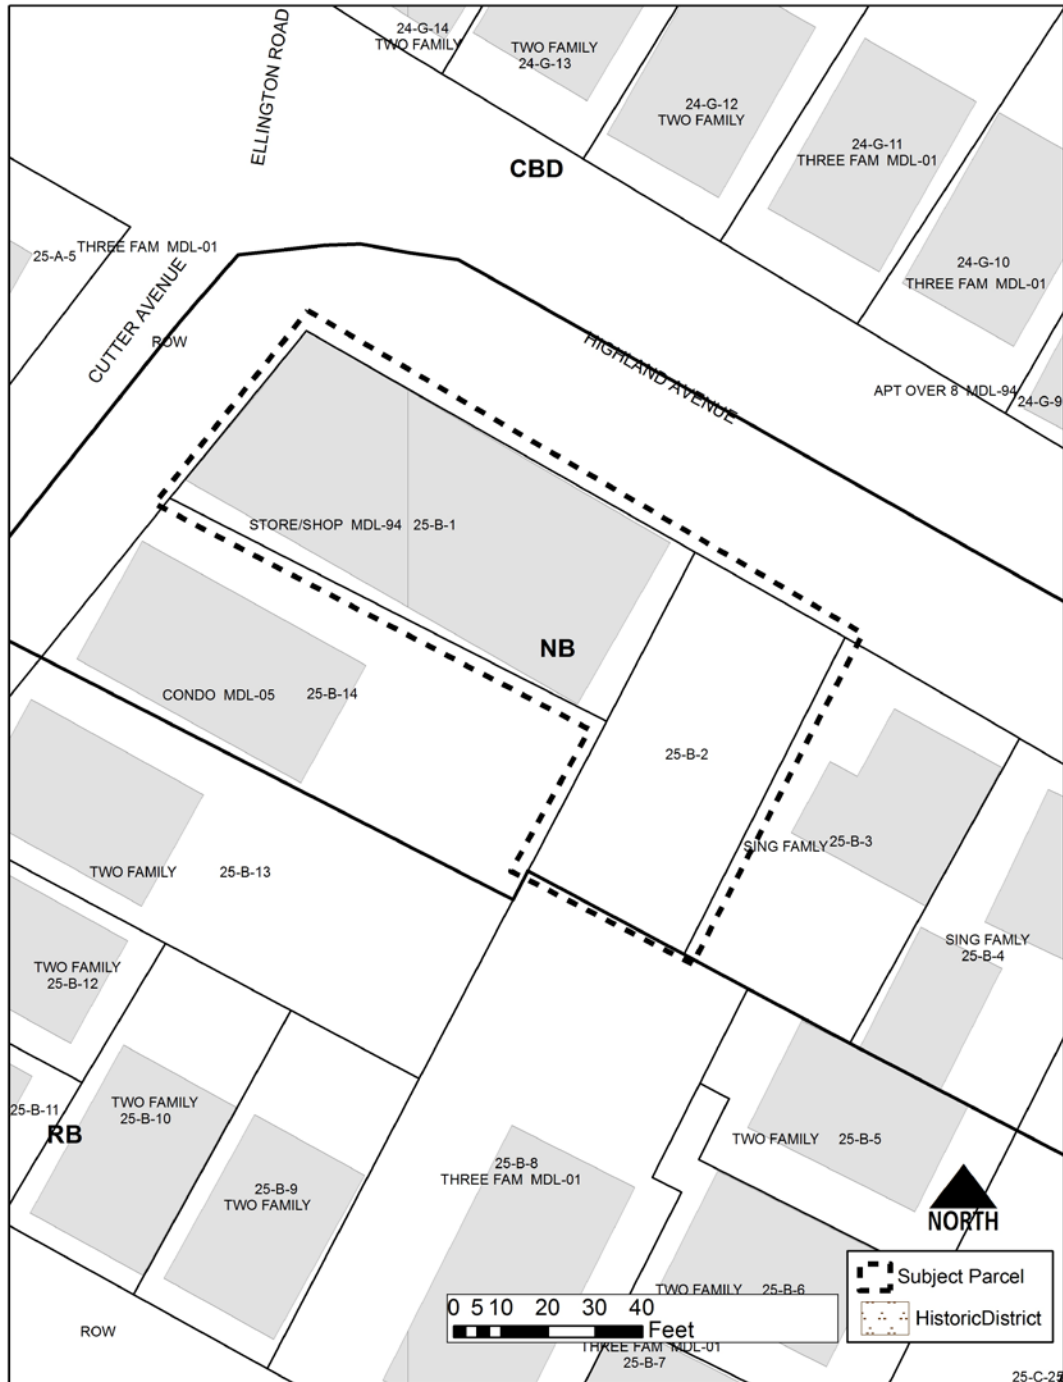 24-G-14
TWO FAMILY
TWO FAMILY
24-G-13
ELLINGTON ROAD
24-G-12
TWO FAMILY
24-G-11
THREE FAM MDL-01
CBD
25-A-5
THREE FAM MDL-01
24-G-10
THREE FAM MDL-01
CUTTER AVENUE
ROW
HIGHLAND AVENUE
APT OVER 8 MDL-94
24-G-9
STORE/SHOP MDL-94 25-B-1
NB
CONDO MDL-05 25-B-14
25-B-2
SING FAMLY 25-B-3
TWO FAMILY 25-B-13
SING FAMLY
25-B-4
TWO FAMILY
25-B-12
TWO FAMILY
25-B-10
25-B-11
RB
TWO FAMILY 25-B-5
25-B-8
THREE FAM MDL-01
25-B-9
TWO FAMILY
NORTH
Subject Parcel
HistoricDistrict
TWO FAMILY 25-B-6
0 5 10 20 30 40
Feet
ROW
THREE FAM MDL-01
25-B-7